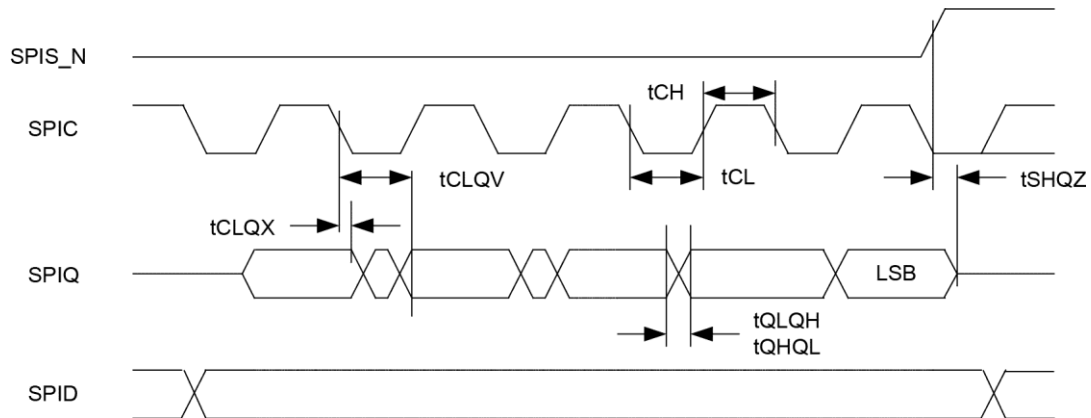 SPIS_N
tCH
SPIC
tCLQV
tCL
tSHQZ
tCLQX
SPIQ
LSB
tQLQH
tQHQL
SPID